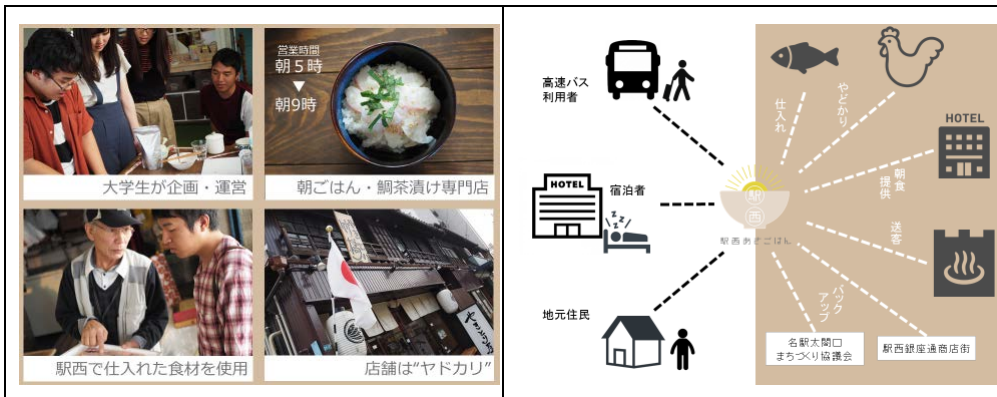 営業時間
朝5時
▼
朝9時
大学生が企画・運営
朝ごはん・鯛茶漬け専門店
駅西で仕入れた食材を使用
店舗は"ヤドカリ"
高速バス
利用者
HOTEL
宿泊者
zzz
地元住民
駅西
駅西あさごはん
仕入れ
やどかり
HOTEL
朝食
提供
送客
バック
アップ
名駅太閤口
まちづくり協議会
駅西銀座通商店街